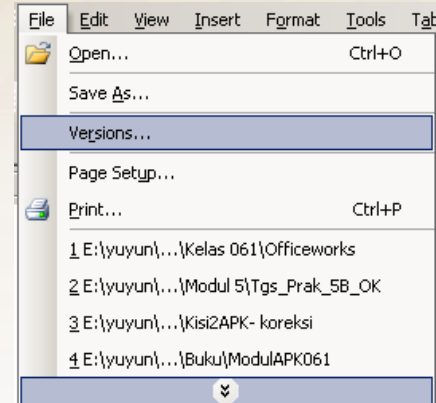 File Edit View Insert Format Tools Tab
Open... Ctrl+O
Save As...
Versions...
Page Setup...
Print... Ctrl+P
1 E:\yuyun\...\Kelas 061\Officeworks
2 E:\yuyun\...\Modul 5\Tgs_Prak_5B_OK
3 E:\yuyun\...\Kisi2APK- koreksi
4 E:\yuyun\...\Buku\ModulAPK061